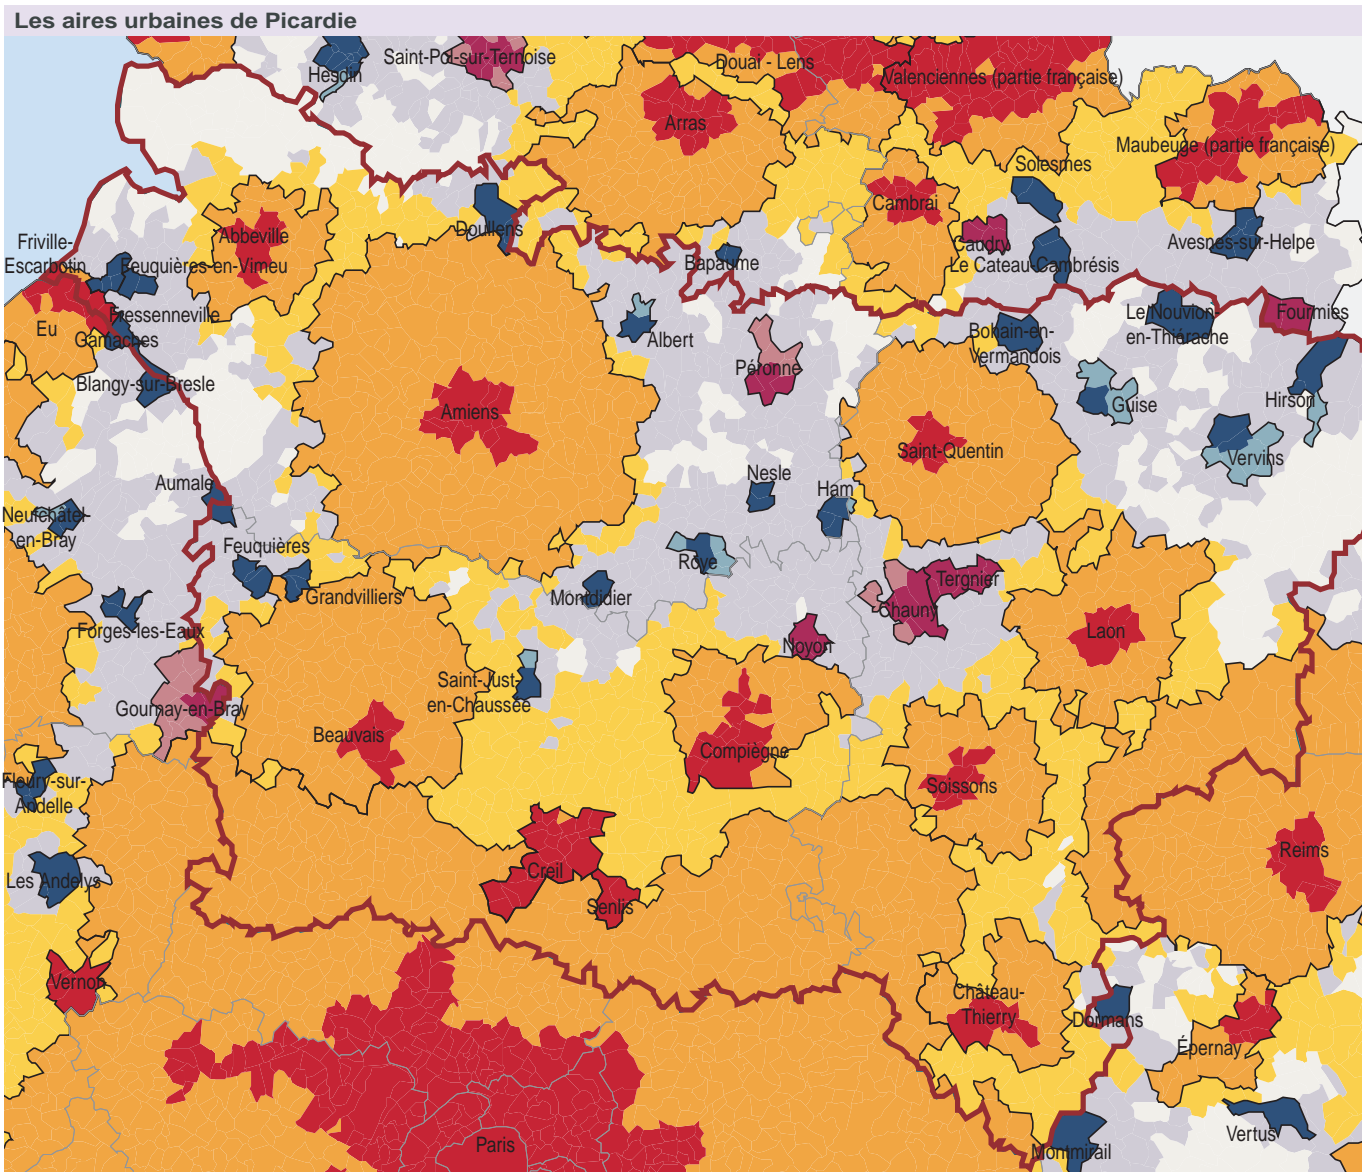 Les aires urbaines de Picardie
Hesdin
Saint-Pol-sur-Ternoise
Douai - Lens
Valenciennes (partie française)
Arras
Maubeuge (partie française)
Solesmes
Cambrai
Abbeville
Doullens
Caudry
Avesnes-sur-Helpe
Friville-
Escarbotin
Feuquières-en-Vimeu
Bapaume
Le Cateau-Cambrésis
Fressenneville
Eu
Gamaches
Albert
Bohain-en-
Vermandois
Le Nouvion-
en-Thiérache
Fourmies
Blangy-sur-Bresle
Péronne
Amiens
Guise
Hirson
Saint-Quentin
Vervins
Aumale
Nesle
Ham
Neufchâtel-
en-Bray
Feuquières
Roye
Grandvilliers
Montdidier
Tergnier
Chauny
Forges-les-Eaux
Noyon
Laon
Saint-Just-
en-Chaussée
Gournay-en-Bray
Beauvais
Compiègne
Fleury-sur-
Andelle
Soissons
Les Andelys
Creil
Senlis
Reims
Vernon
Château-
Thierry
Dormans
Épernay
Paris
Montmirail
Vertus